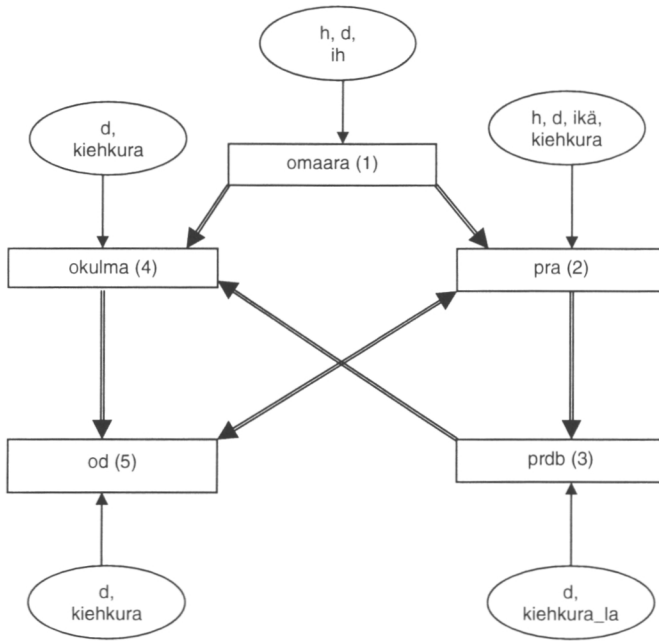 h, d,
ih
d,
kiehkura
h, d, ikä,
kiehkura
omaara (1)
okulma (4)
pra (2)
od (5)
prdb (3)
d,
kiehkura
d,
kiehkura_la